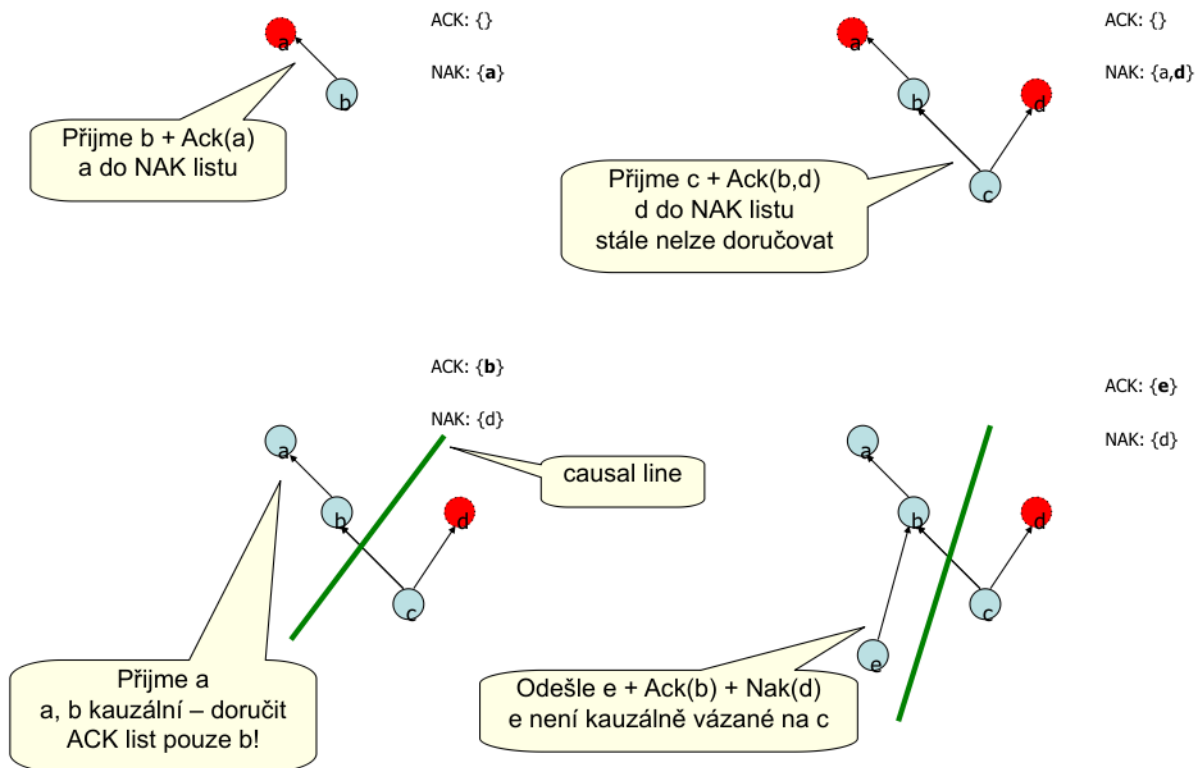 a
b
ACK: {}
NAK: {a}
Přijme b + Ack(a)
a do NAK listu
a
b
d
c
ACK: {}
NAK: {a,d}
Přijme c + Ack(b,d)
d do NAK listu
stále nelze doručovat
ACK: {b}
NAK: {d}
a
b
d
c
causal line
Přijme a
a, b kauzální – doručit
ACK list pouze b!
ACK: {e}
NAK: {d}
a
b
d
c
e
Odešle e + Ack(b) + Nak(d)
e není kauzálně vázané na c